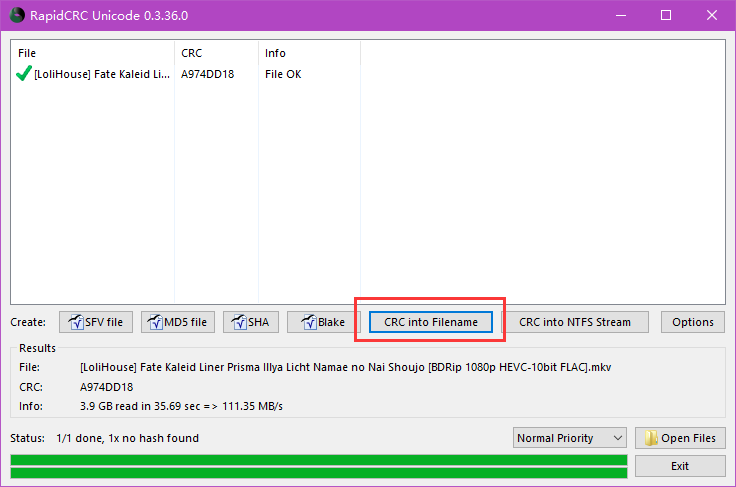 RapidCRC Unicode 0.3.36.0
File CRC Info
[LoliHouse] Fate Kaleid Li... A974DD18 File OK
Create: SFV file MD5 file SHA Blake CRC into Filename CRC into NTFS Stream Options
Results
File: [LoliHouse] Fate Kaleid Liner Prisma Illya Licht Namae no Nai Shoujo [BDRip 1080p HEVC-10bit FLAC].mkv
CRC: A974DD18
Info: 3.9 GB read in 35.69 sec => 111.35 MB/s
Status: 1/1 done, 1x no hash found Normal Priority Open Files
Exit